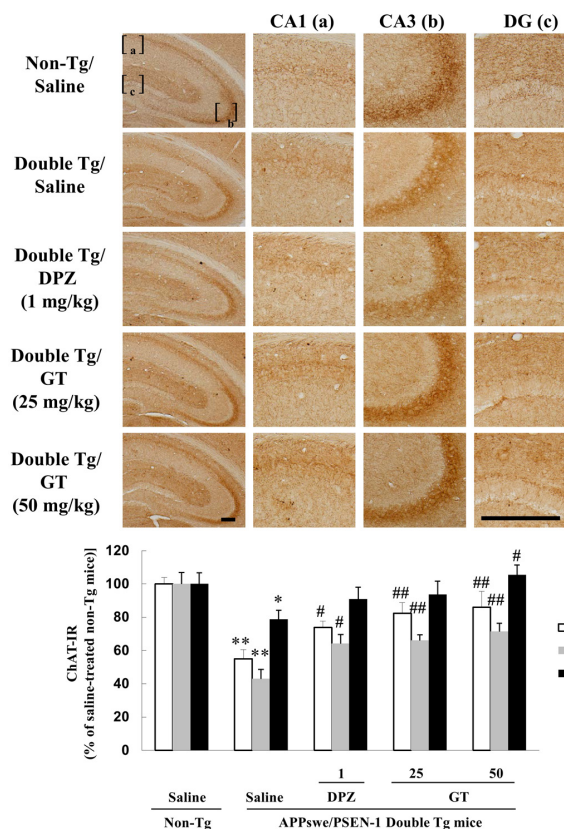 CA1 (a) CA3 (b) DG (c)
Non-Tg/
Saline
a
c
b
Double Tg/
Saline
Double Tg/
DPZ
(1 mg/kg)
Double Tg/
GT
(25 mg/kg)
Double Tg/
GT
(50 mg/kg)
ChAT-IR
(% of saline-treated non-Tg mice)]
120
100
80
60
40
20
0
** ** *
# #
## ##
## ## #
1 25 50
Saline Saline DPZ GT
Non-Tg APPswe/PSEN-1 Double Tg mice